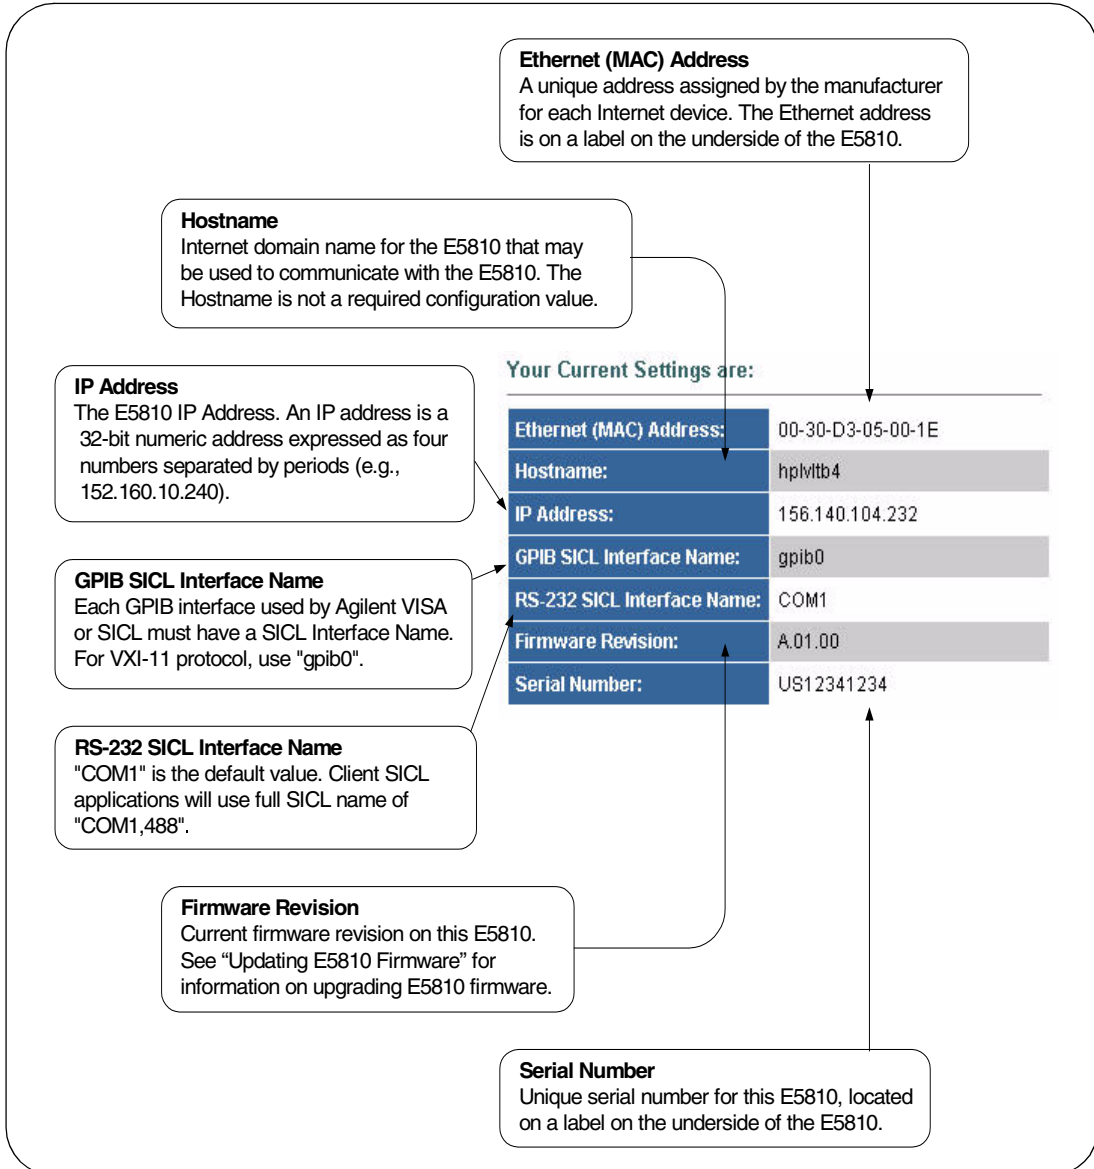 Ethernet (MAC) Address
A unique address assigned by the manufacturer
for each Internet device. The Ethernet address
is on a label on the underside of the E5810.
Hostname
Internet domain name for the E5810 that may
be used to communicate with the E5810. The
Hostname is not a required configuration value.
IP Address
The E5810 IP Address. An IP address is a
32-bit numeric address expressed as four
numbers separated by periods (e.g.,
152.160.10.240).
GPIB SICL Interface Name
Each GPIB interface used by Agilent VISA
or SICL must have a SICL Interface Name.
For VXI-11 protocol, use "gpib0".
RS-232 SICL Interface Name
"COM1" is the default value. Client SICL
applications will use full SICL name of
"COM1,488".
Your Current Settings are:
Ethernet (MAC) Address: 00-30-D3-05-00-1E
Hostname: hplvltb4
IP Address: 156.140.104.232
GPIB SICL Interface Name: gpib0
RS-232 SICL Interface Name: COM1
Firmware Revision: A.01.00
Serial Number: US12341234
Firmware Revision
Current firmware revision on this E5810.
See “Updating E5810 Firmware” for
information on upgrading E5810 firmware.
Serial Number
Unique serial number for this E5810, located
on a label on the underside of the E5810.